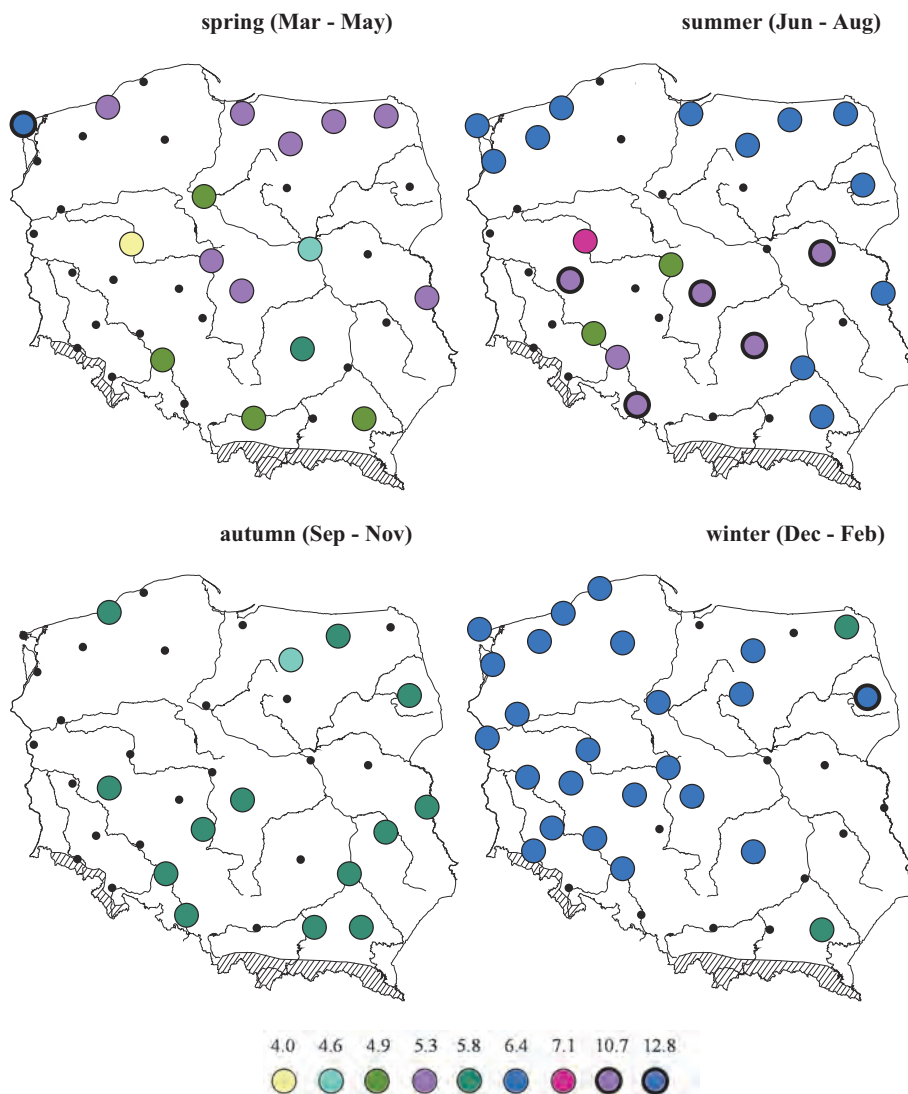 spring (Mar - May) summer (Jun - Aug)
autumn (Sep - Nov) winter (Dec - Feb)
4.0 4.6 4.9 5.3 5.8 6.4 7.1 10.7 12.8